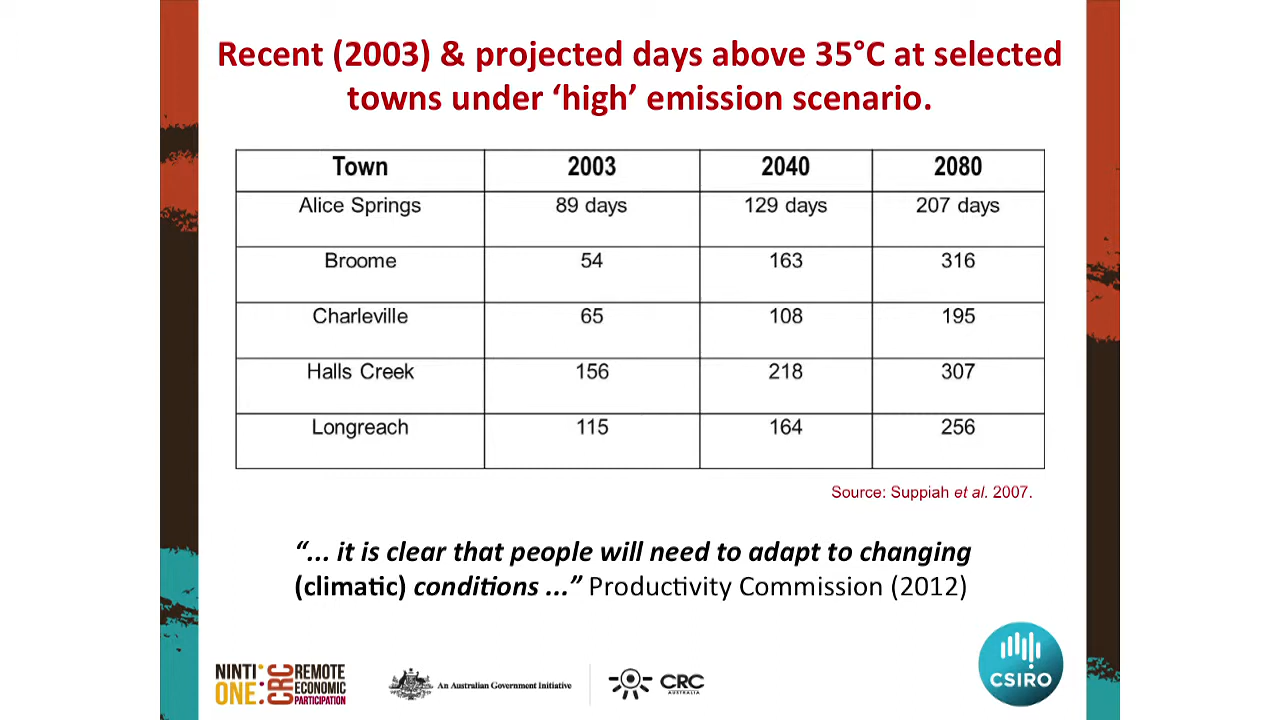 Recent (2003) & projected days above 35°C at selected
towns under ‘high’ emission scenario.
Town 2003 2040 2080
Alice Springs 89 days 129 days 207 days
Broome 54 163 316
Charleville 65 108 195
Halls Creek 156 218 307
Longreach 115 164 256
Source: Suppiah et al. 2007.
“... it is clear that people will need to adapt to changing
(climatic) conditions ...” Productivity Commission (2012)
NINTI ONE CRC REMOTE ECONOMIC PARTICIPATION
An Australian Government Initiative
CRC
AUSTRALIA
CSIRO